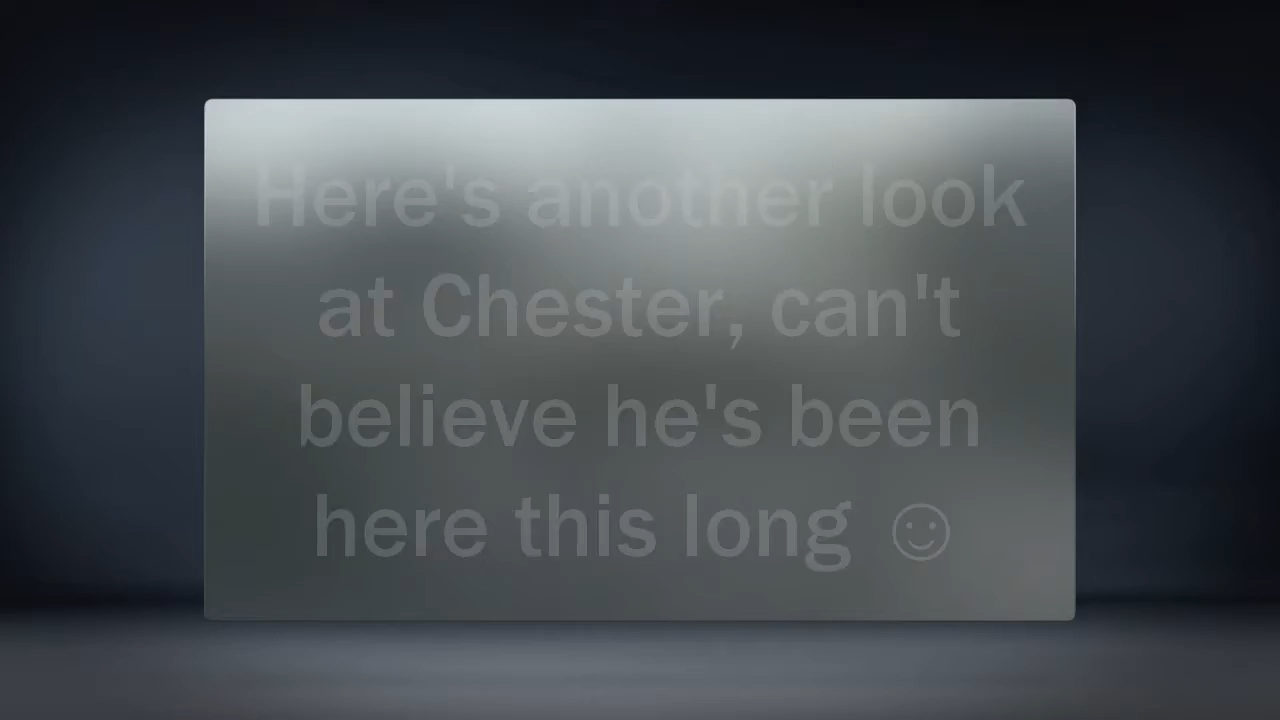 Here's another look
at Chester, can't
believe he's been
here this long ☺